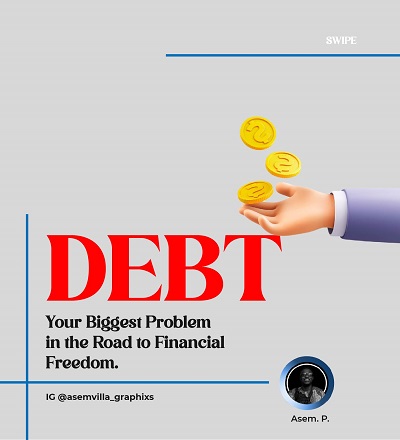 SWIPE
DEBT
Your Biggest Problem
in the Road to Financial
Freedom.
IG @asemvilla_graphixs
Asem. P.